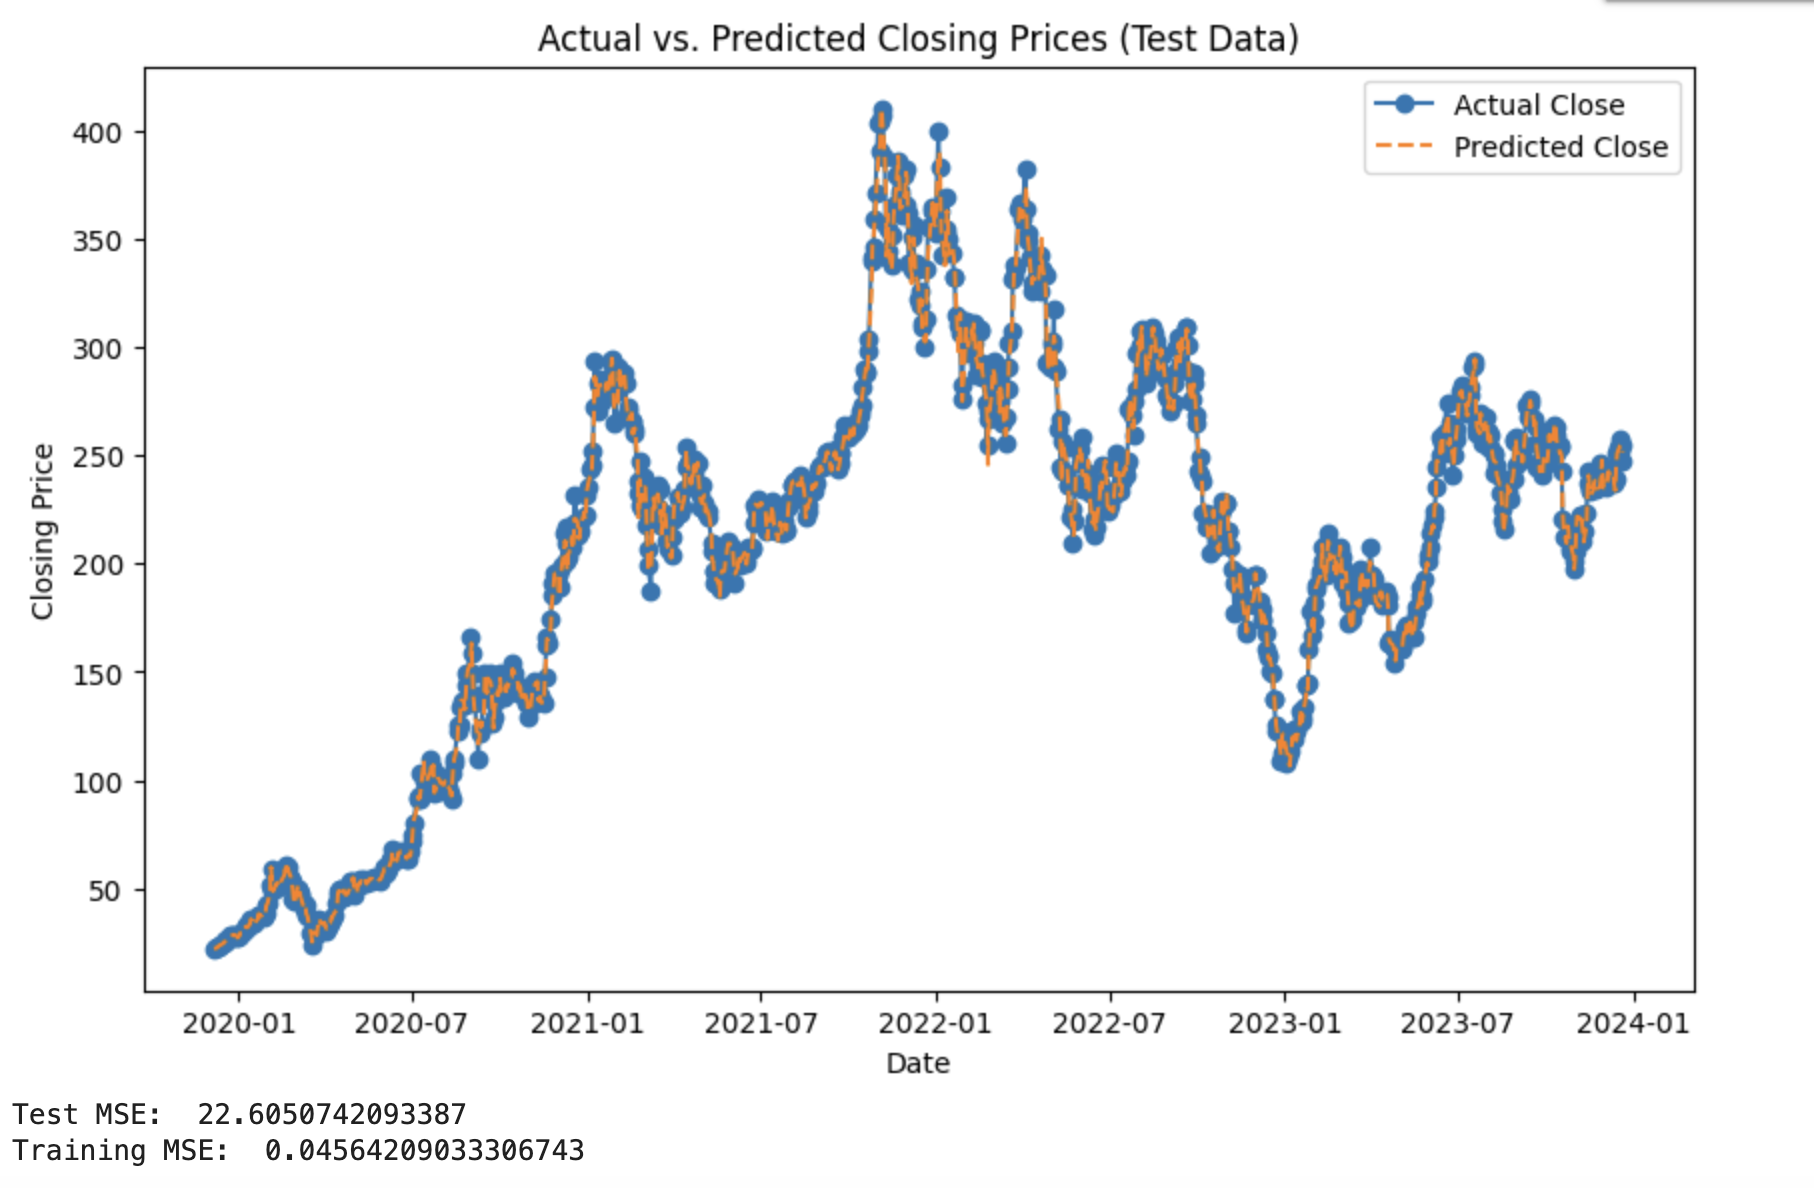 Actual vs. Predicted Closing Prices (Test Data)
Actual Close
Predicted Close
400
350
300
250
200
150
100
50
Closing Price
2020-01
2020-07
2021-01
2021-07
2022-01
2022-07
2023-01
2023-07
2024-01
Date
Test MSE:  22.6050742093387
Training MSE:  0.04564209033306743